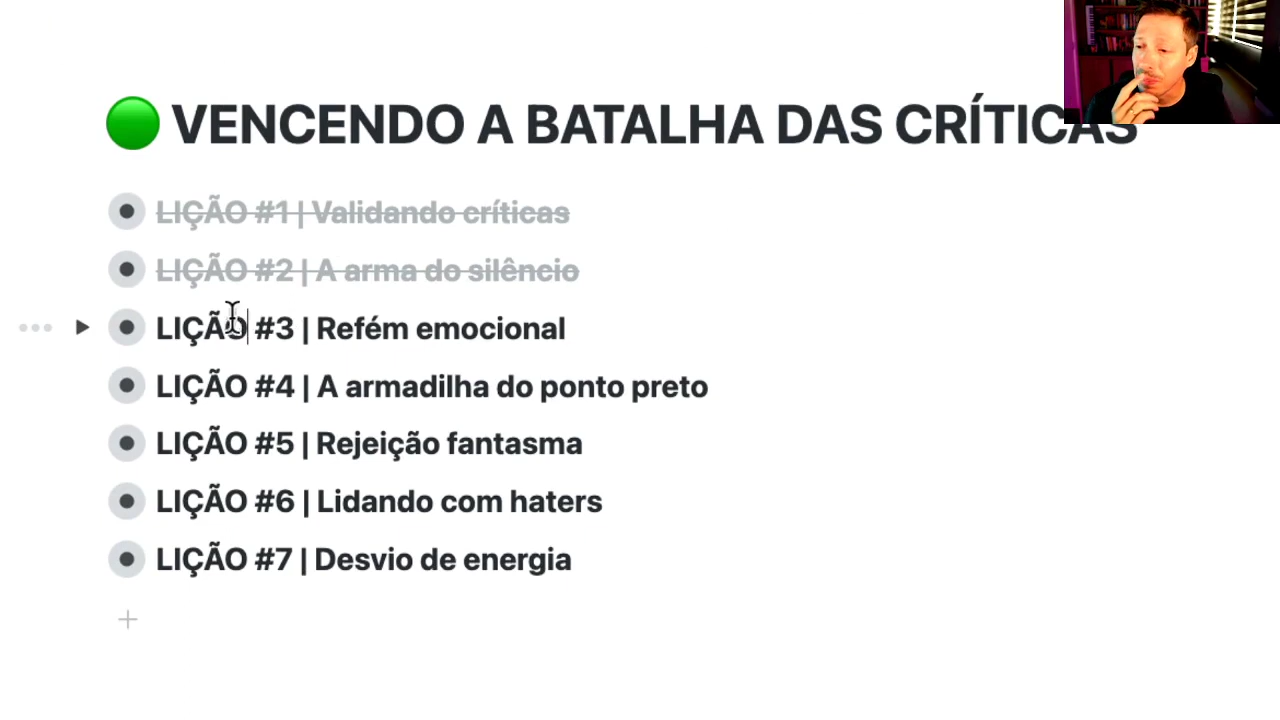 VENCENDO A BATALHA DAS CRÍTICAS
LIÇÃO #1 | Validando críticas
LIÇÃO #2 | A arma do silêncio
LIÇÃO #3 | Refém emocional
LIÇÃO #4 | A armadilha do ponto preto
LIÇÃO #5 | Rejeição fantasma
LIÇÃO #6 | Lidando com haters
LIÇÃO #7 | Desvio de energia